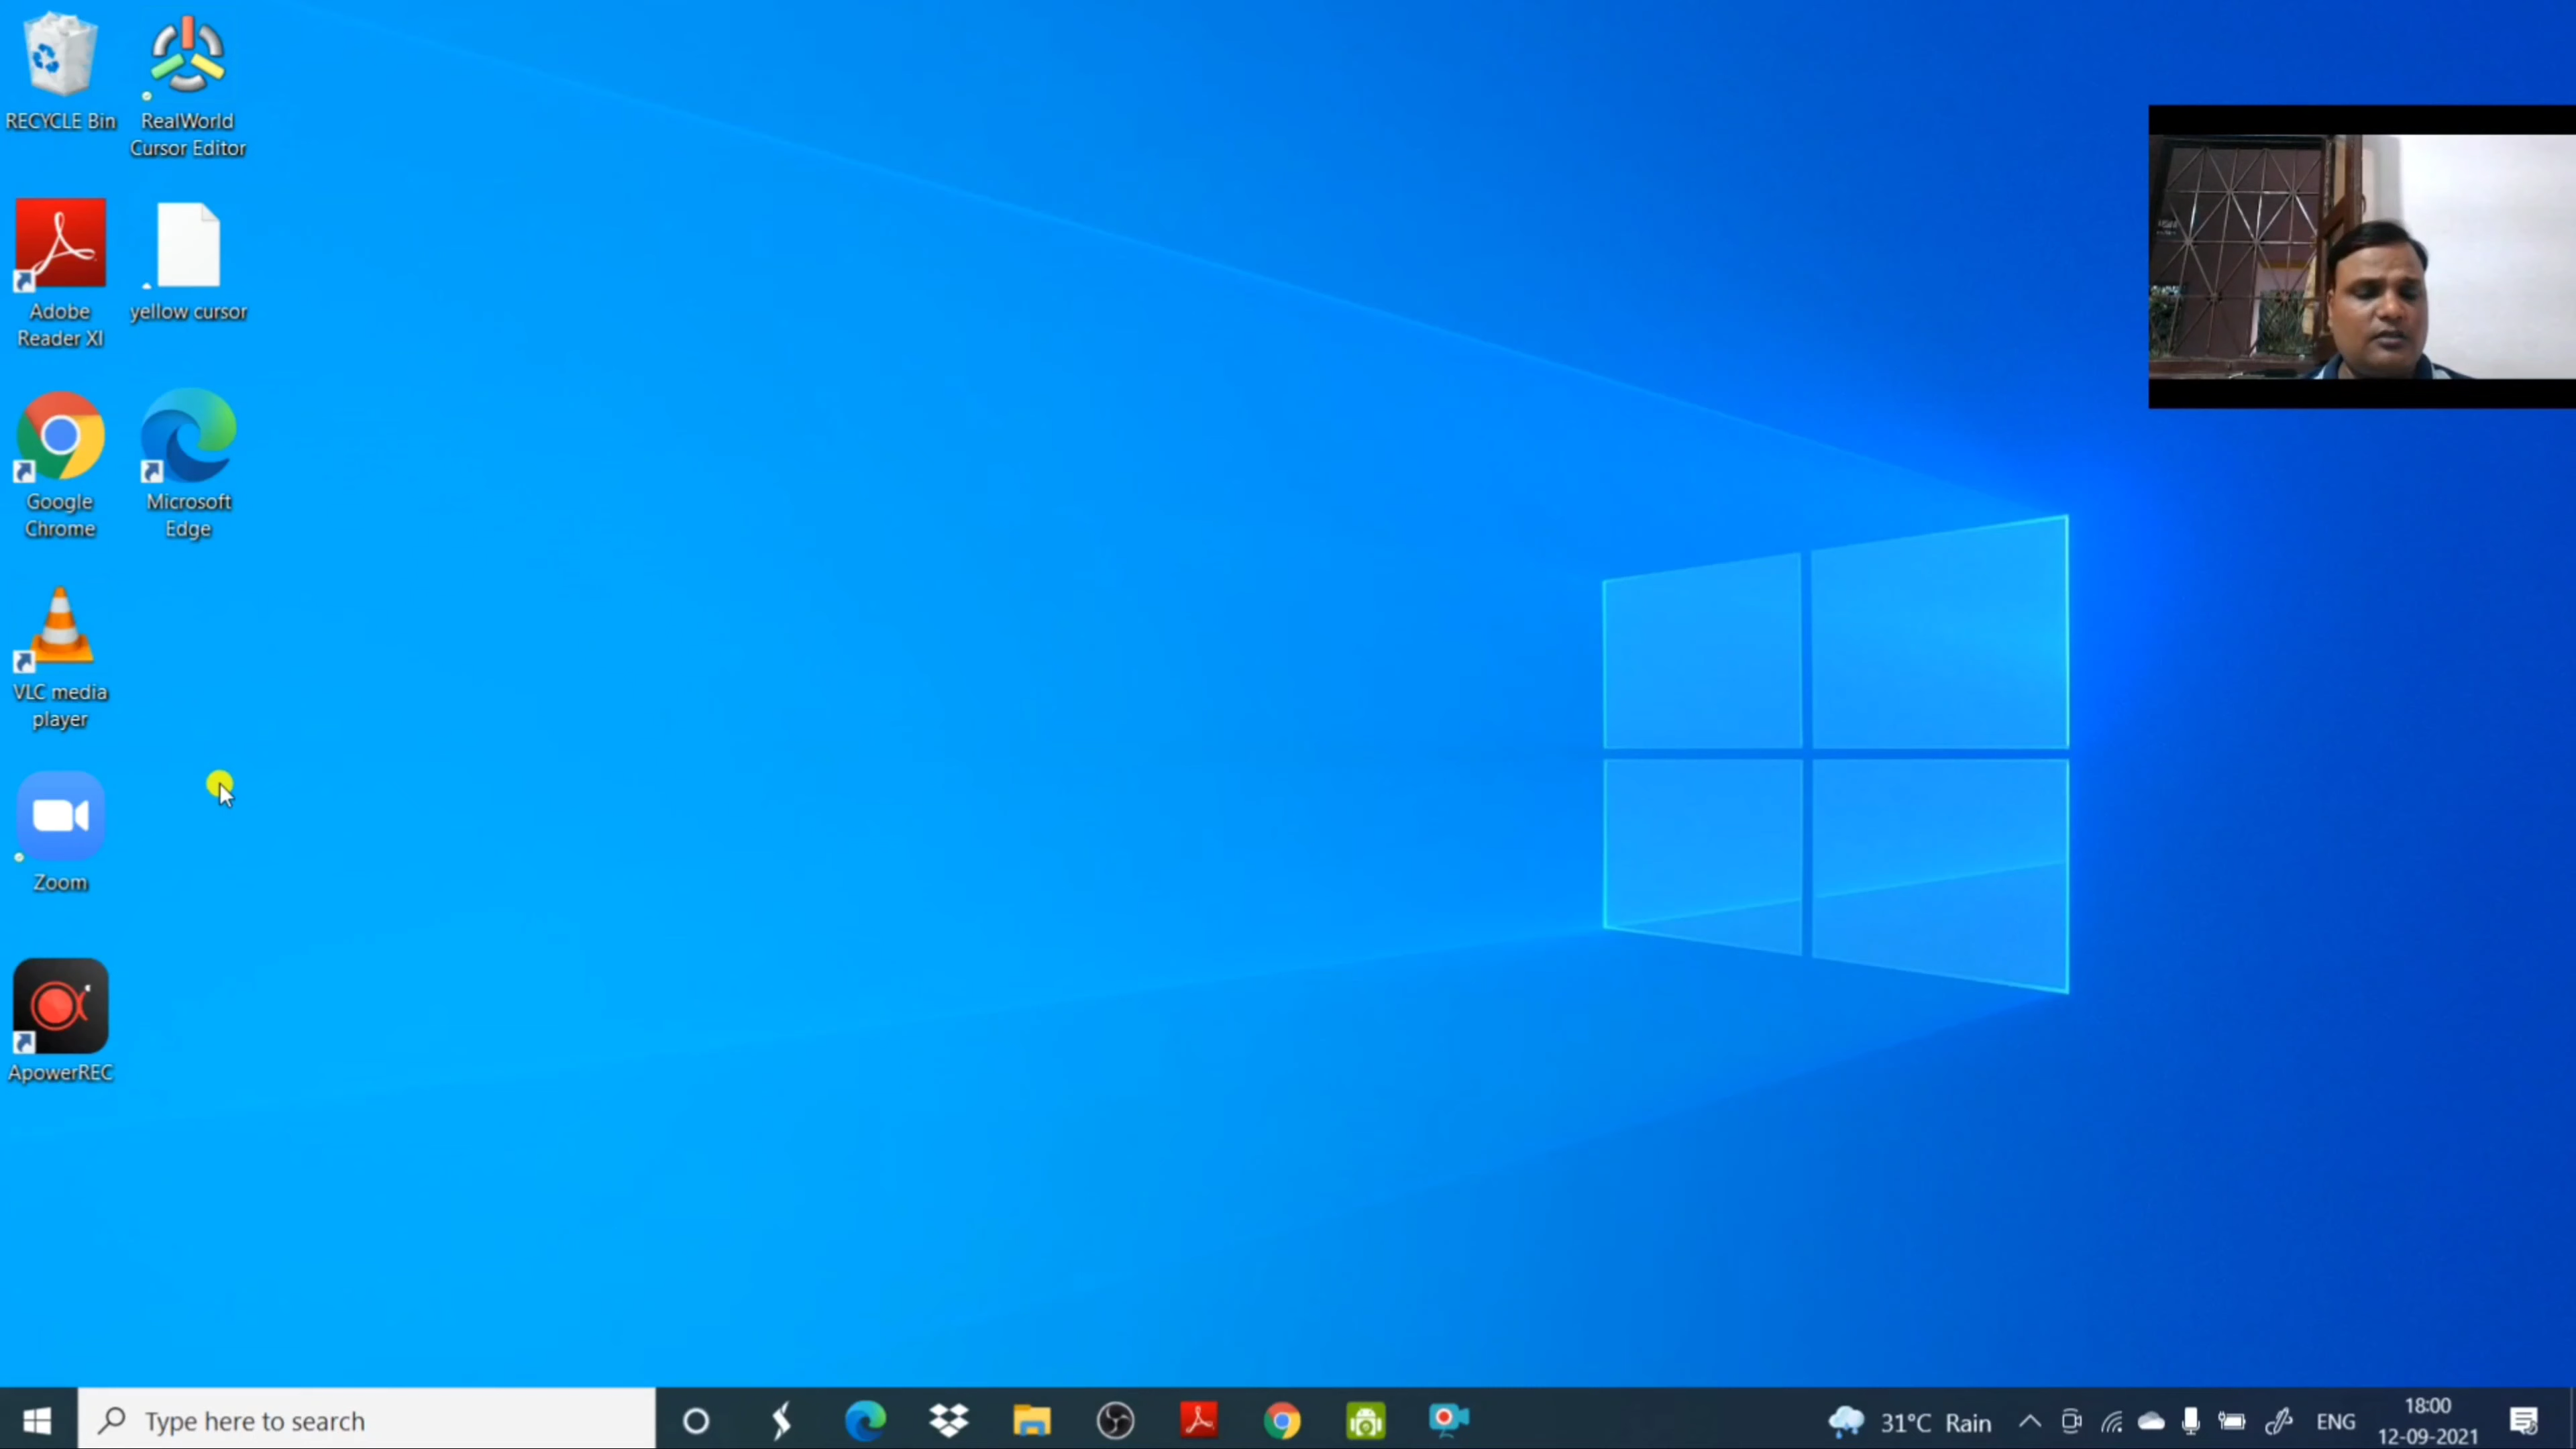 RECYCLE Bin
RealWorld
Cursor Editor
Adobe
Reader XI
yellow cursor
Google
Chrome
Microsoft
Edge
VLC media
player
Zoom
ApowerREC
Type here to search
31°C Rain
ENG
18:00
12-09-2021